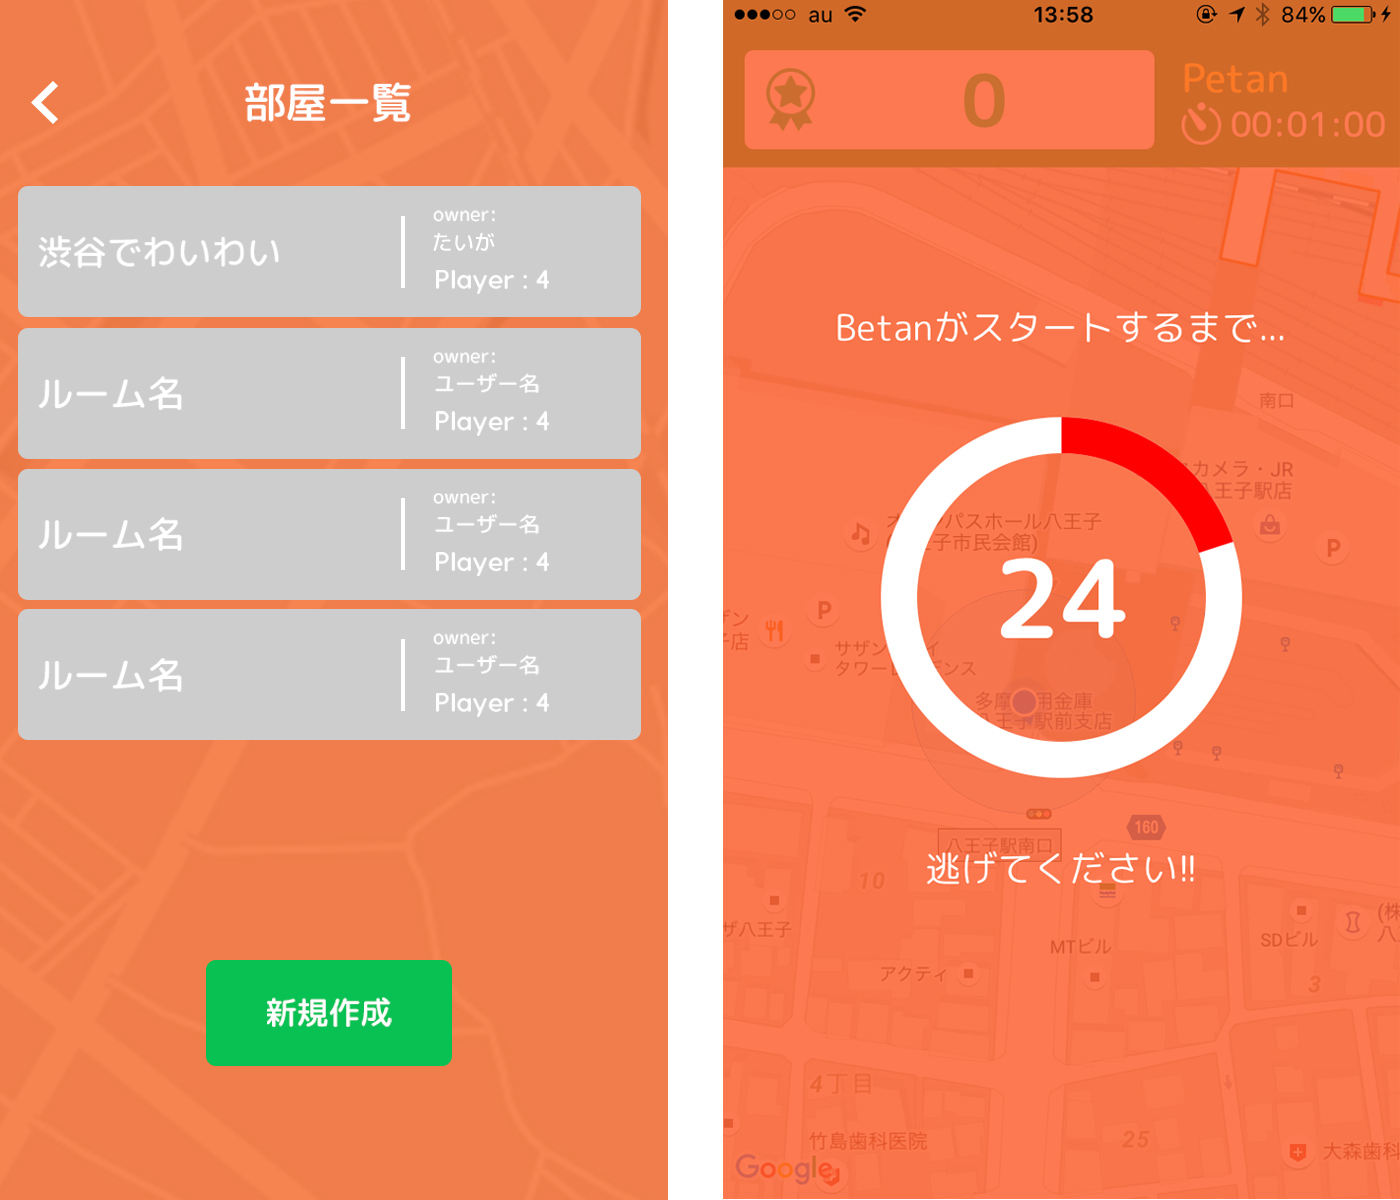 部屋一覧
渋谷でわいわい
owner:
たいが
Player : 4
ルーム名
owner:
ユーザー名
Player : 4
ルーム名
owner:
ユーザー名
Player : 4
ルーム名
owner:
ユーザー名
Player : 4
新規作成
au
13:58
84%
0
Petan
00:01:00
Betanがスタートするまで...
南口
カメラ・JR
八王子駅店
パスホール八王子
王子市民会館)
P
P
24
サザン
タワー
デンス
多摩
用金庫
八王子駅前支店
160
八王子駅南口
逃げてください!!
10
ザ八王子
MTビル
SDビル
(株
アクティ
3
4丁目
竹島歯科医院
25
大森歯科
Google